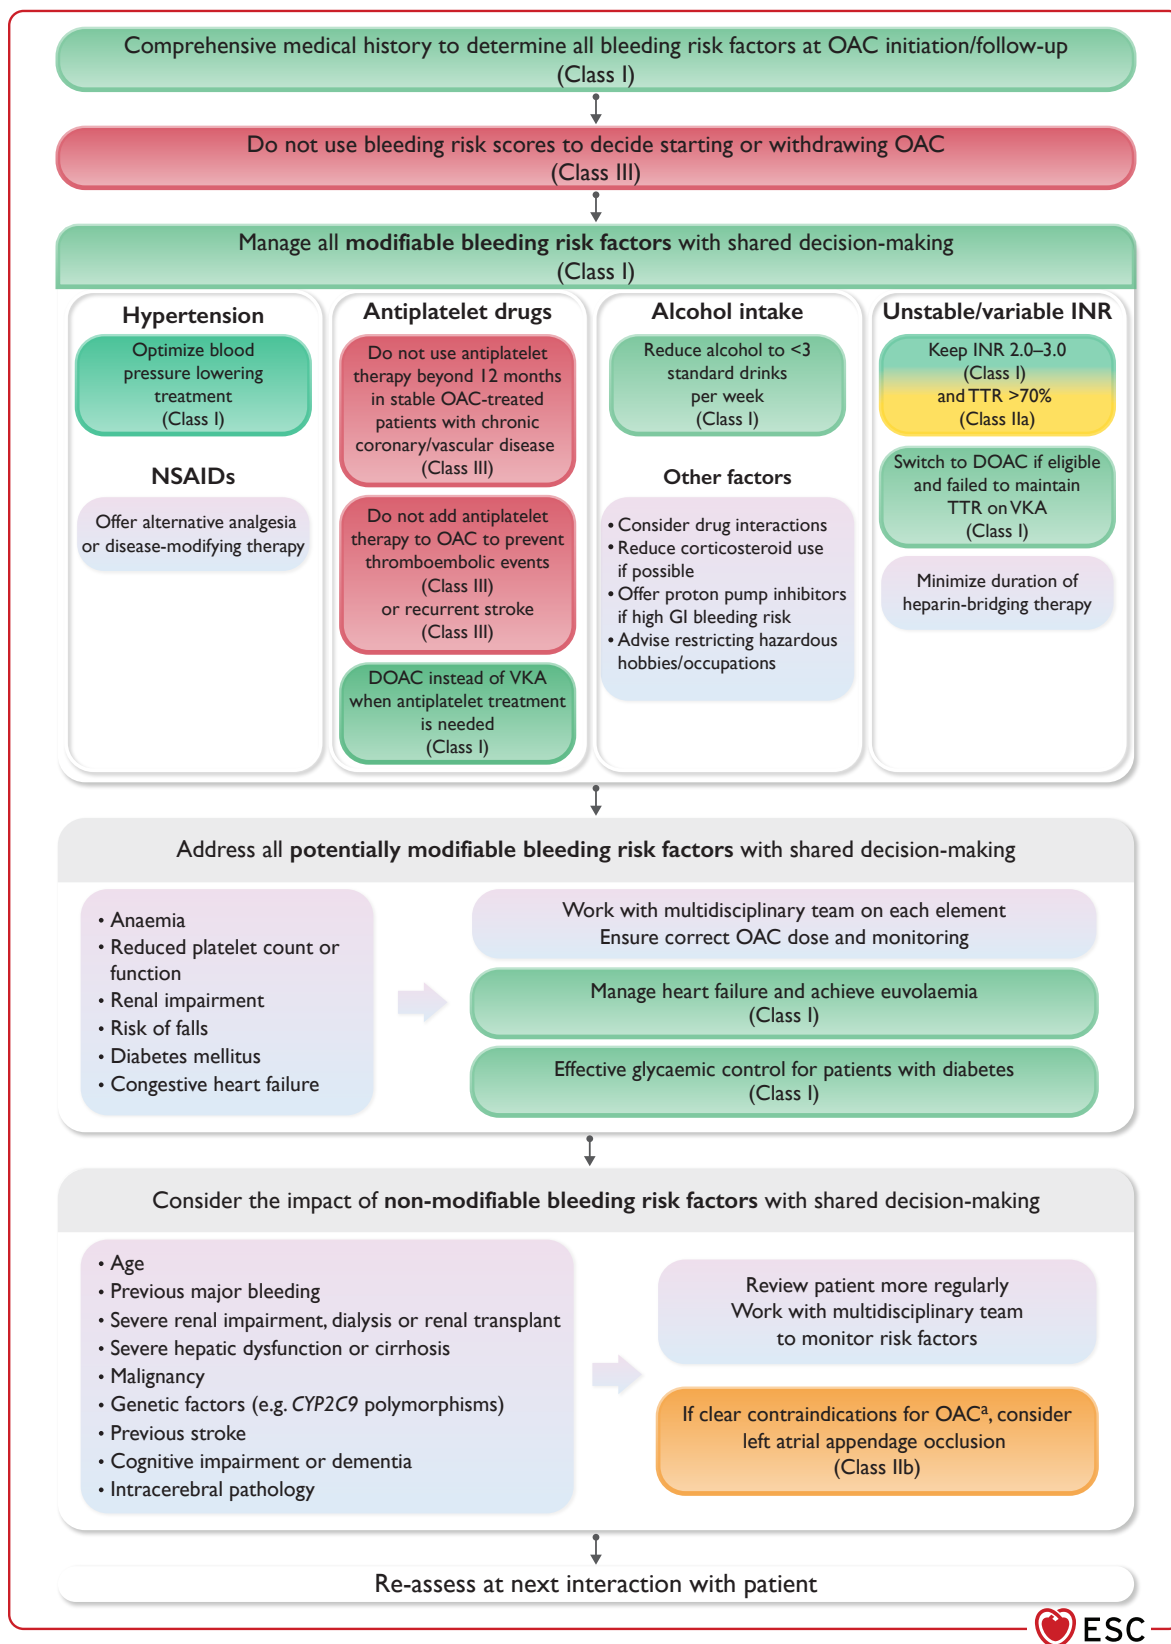 Comprehensive medical history to determine all bleeding risk factors at OAC initiation/follow-up
(Class I)
Do not use bleeding risk scores to decide starting or withdrawing OAC
(Class III)
Manage all modifiable bleeding risk factors with shared decision-making
(Class I)
Hypertension
Optimize blood
pressure lowering
treatment
(Class I)
NSAIDs
Offer alternative analgesia
or disease-modifying therapy
Antiplatelet drugs
Do not use antiplatelet
therapy beyond 12 months
in stable OAC-treated
patients with chronic
coronary/vascular disease
(Class III)
Do not add antiplatelet
therapy to OAC to prevent
thromboembolic events
(Class III)
or recurrent stroke
(Class III)
DOAC instead of VKA
when antiplatelet treatment
is needed
(Class I)
Alcohol intake
Reduce alcohol to <3
standard drinks
per week
(Class I)
Other factors
• Consider drug interactions
• Reduce corticosteroid use
if possible
• Offer proton pump inhibitors
if high GI bleeding risk
• Advise restricting hazardous
hobbies/occupations
Unstable/variable INR
Keep INR 2.0–3.0
(Class I)
and TTR >70%
(Class IIa)
Switch to DOAC if eligible
and failed to maintain
TTR on VKA
(Class I)
Minimize duration of
heparin-bridging therapy
Address all potentially modifiable bleeding risk factors with shared decision-making
• Anaemia
• Reduced platelet count or
function
• Renal impairment
• Risk of falls
• Diabetes mellitus
• Congestive heart failure
Work with multidisciplinary team on each element
Ensure correct OAC dose and monitoring
Manage heart failure and achieve euvolaemia
(Class I)
Effective glycaemic control for patients with diabetes
(Class I)
Consider the impact of non-modifiable bleeding risk factors with shared decision-making
• Age
• Previous major bleeding
• Severe renal impairment, dialysis or renal transplant
• Severe hepatic dysfunction or cirrhosis
• Malignancy
• Genetic factors (e.g. CYP2C9 polymorphisms)
• Previous stroke
• Cognitive impairment or dementia
• Intracerebral pathology
Review patient more regularly
Work with multidisciplinary team
to monitor risk factors
If clear contraindications for OACᵃ, consider
left atrial appendage occlusion
(Class IIb)
Re-assess at next interaction with patient
ESC